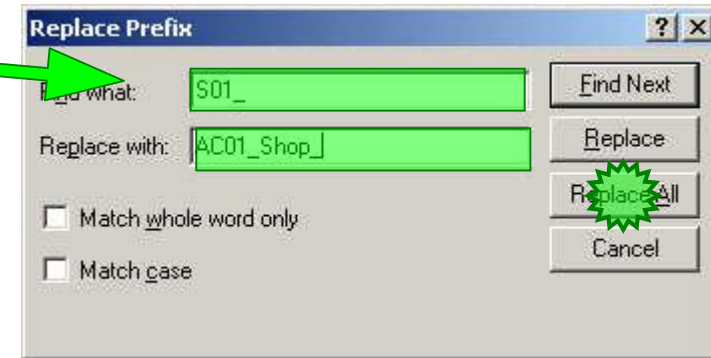 Replace Prefix
Find what: S01_ Find Next
Replace with: AC01_Shop_ Replace
Match whole word only Replace All
Match case Cancel